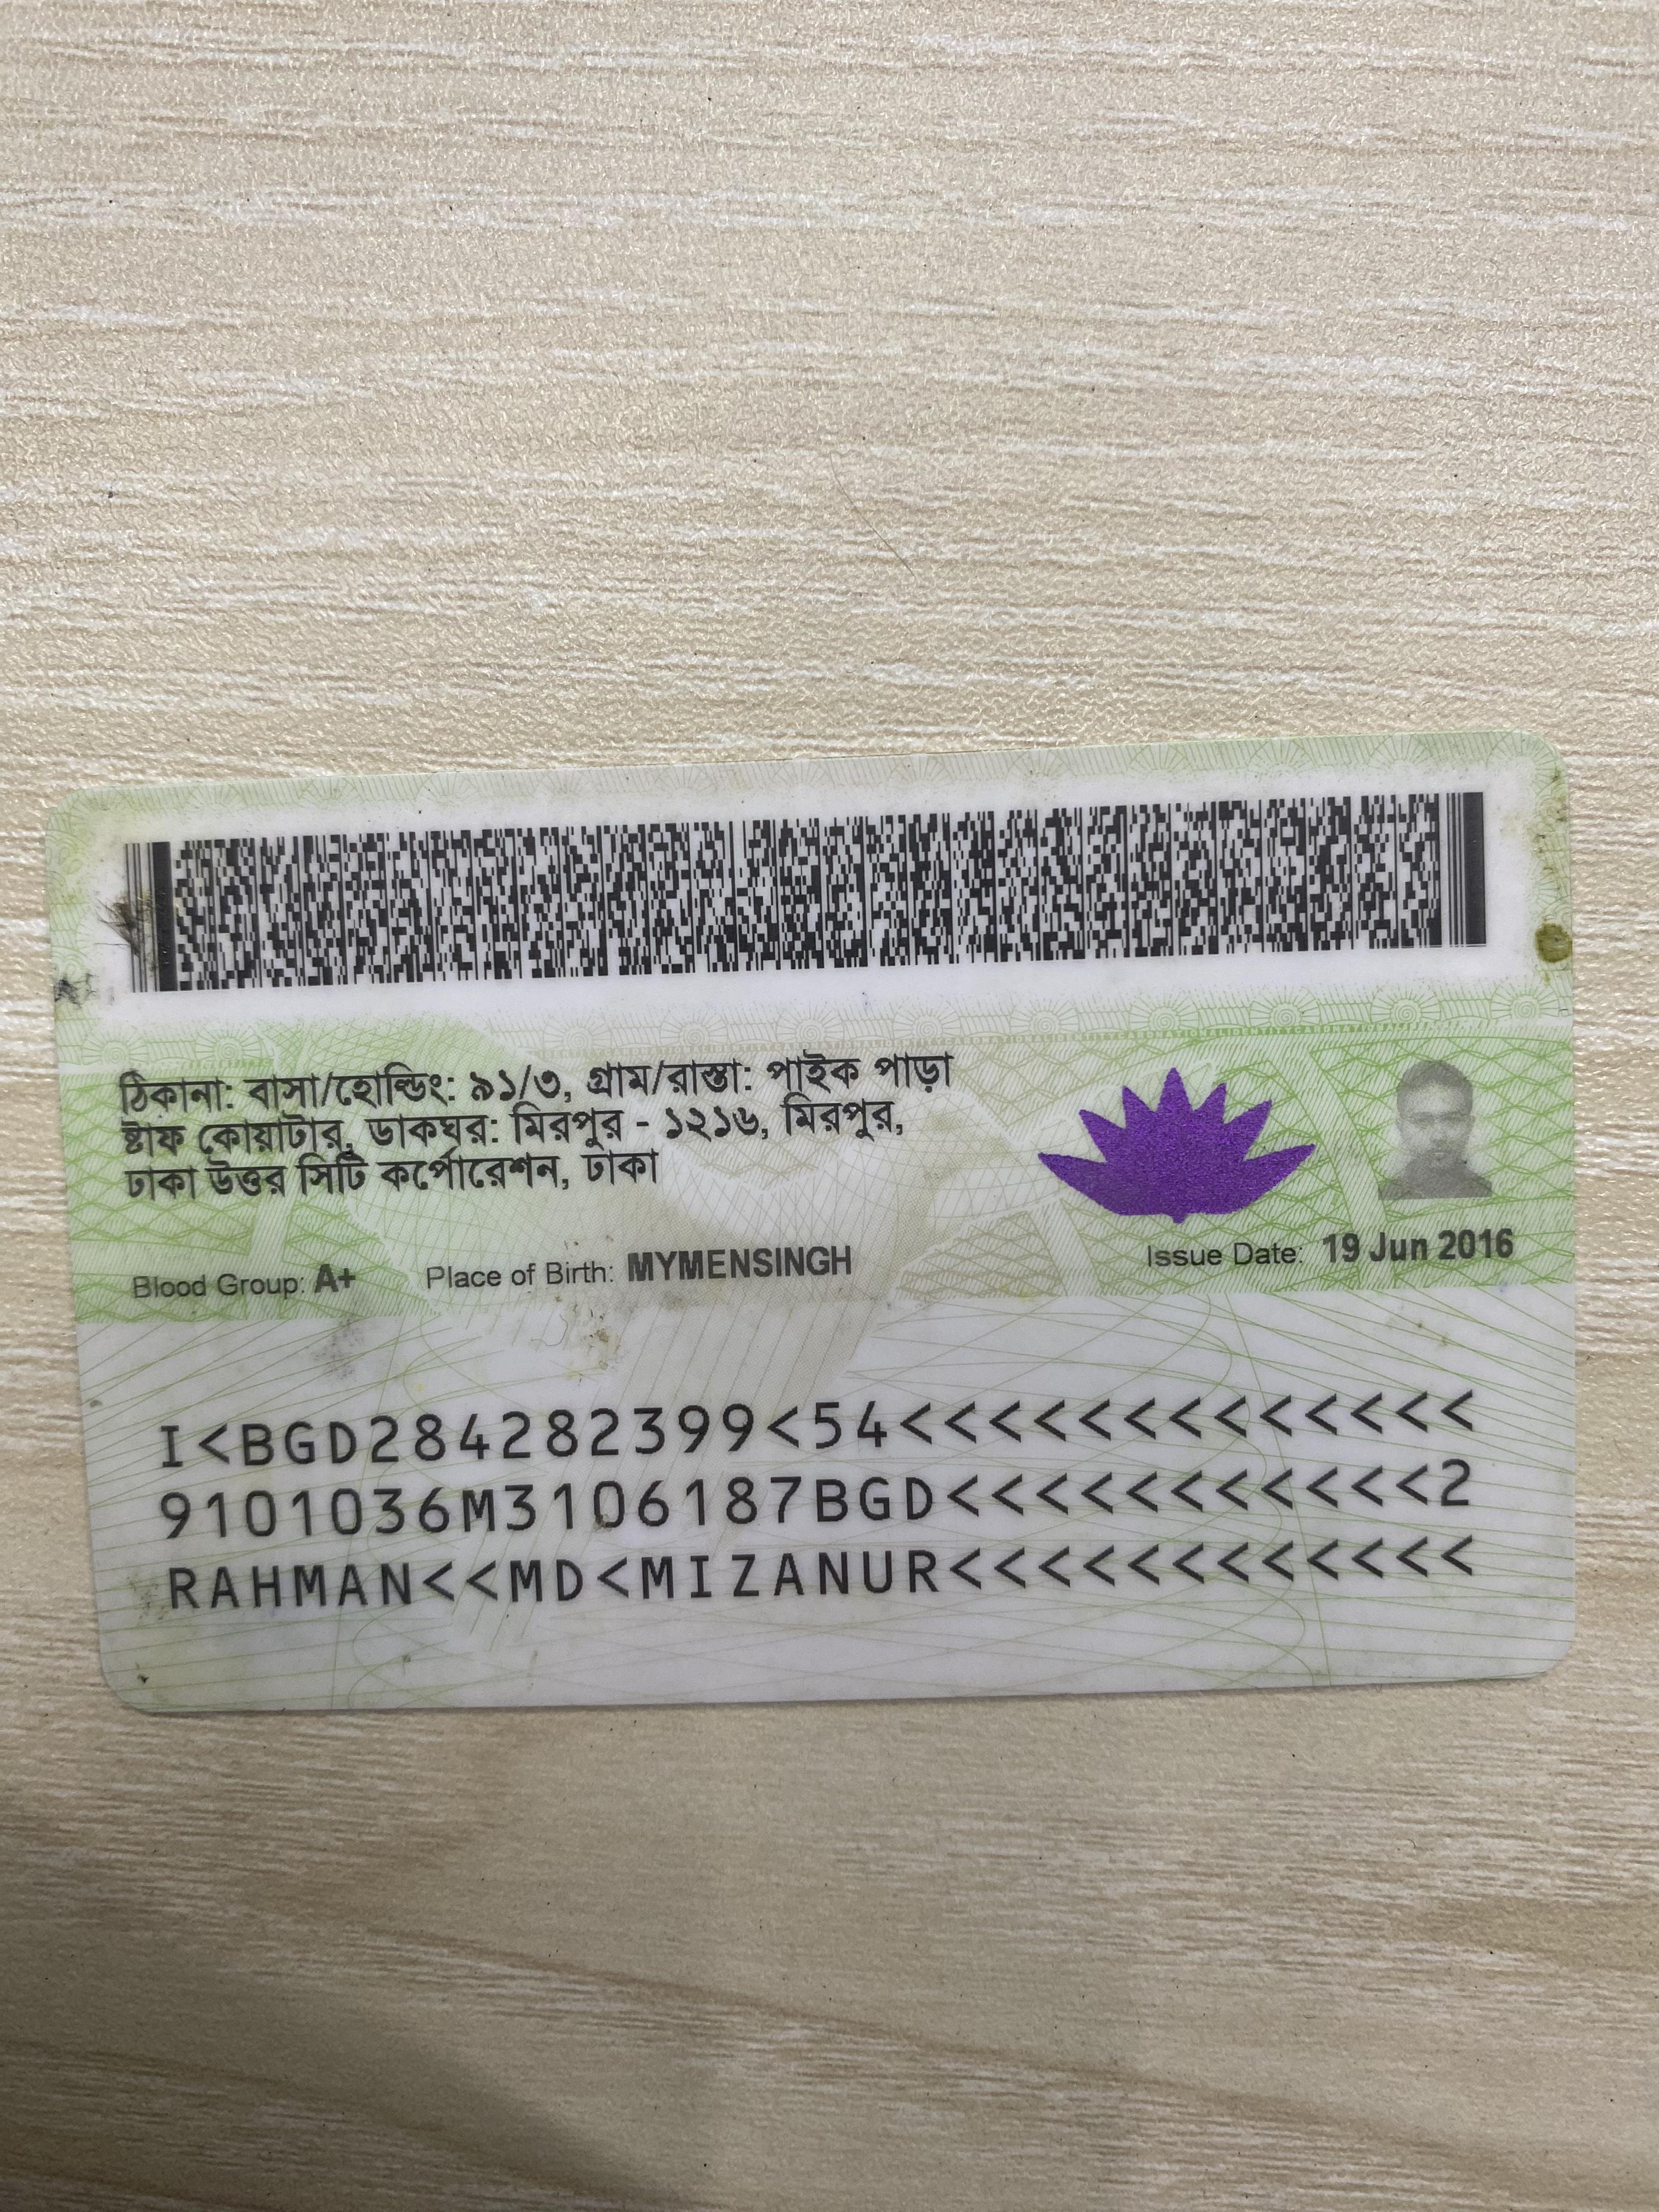 ঠিকানা: বাসা/হোল্ডিং: ৯১/৩, গ্রাম/রাস্তা: পাইক পাড়া
ষ্টাফ কোয়াটার, ডাকঘর: মিরপুর - ১২১৬, মিরপুর,
ঢাকা উত্তর সিটি কর্পোরেশন, ঢাকা
Blood Group: A+ Place of Birth: MYMENSINGH Issue Date: 19 Jun 2016
I<BGD284282399<54<<<<<<<<<<<<<
9101036M3106187BGD<<<<<<<<<<<2
RAHMAN<<MD<MIZANUR<<<<<<<<<<<<